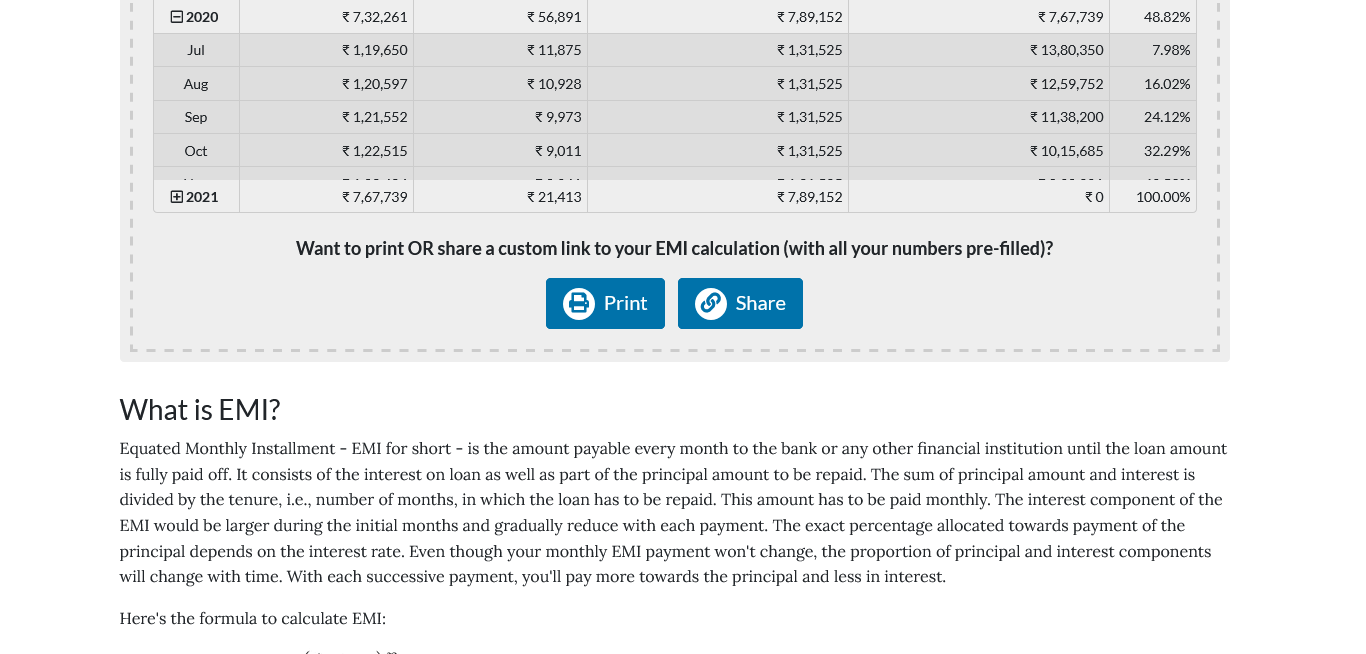 2020 ₹ 7,32,261 ₹ 56,891 ₹ 7,89,152 ₹ 7,67,739 48.82%
Jul ₹ 1,19,650 ₹ 11,875 ₹ 1,31,525 ₹ 13,80,350 7.98%
Aug ₹ 1,20,597 ₹ 10,928 ₹ 1,31,525 ₹ 12,59,752 16.02%
Sep ₹ 1,21,552 ₹ 9,973 ₹ 1,31,525 ₹ 11,38,200 24.12%
Oct ₹ 1,22,515 ₹ 9,011 ₹ 1,31,525 ₹ 10,15,685 32.29%
2021 ₹ 7,67,739 ₹ 21,413 ₹ 7,89,152 ₹ 0 100.00%
Want to print OR share a custom link to your EMI calculation (with all your numbers pre-filled)?
Print Share
What is EMI?
Equated Monthly Installment - EMI for short - is the amount payable every month to the bank or any other financial institution until the loan amount
is fully paid off. It consists of the interest on loan as well as part of the principal amount to be repaid. The sum of principal amount and interest is
divided by the tenure, i.e., number of months, in which the loan has to be repaid. This amount has to be paid monthly. The interest component of the
EMI would be larger during the initial months and gradually reduce with each payment. The exact percentage allocated towards payment of the
principal depends on the interest rate. Even though your monthly EMI payment won't change, the proportion of principal and interest components
will change with time. With each successive payment, you'll pay more towards the principal and less in interest.
Here's the formula to calculate EMI: